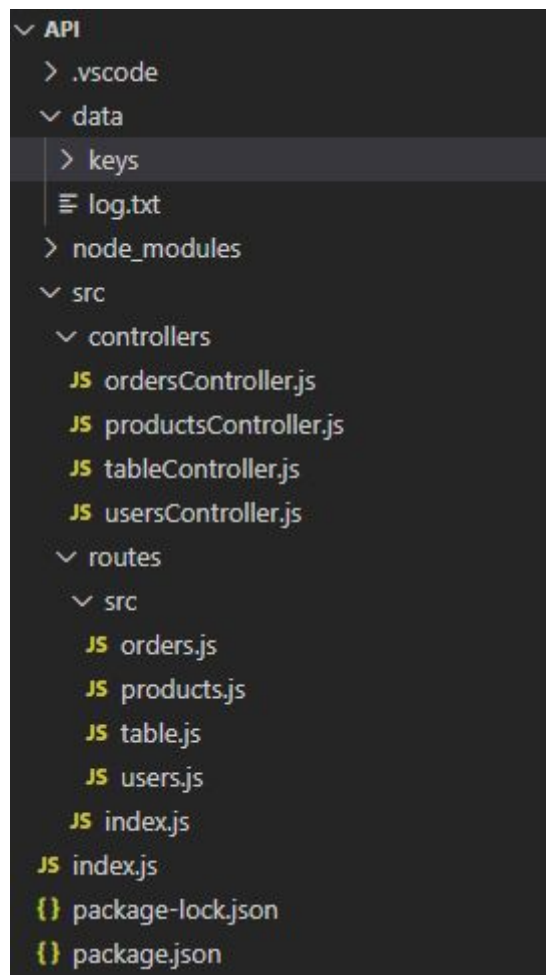 API
.vscode
data
keys
log.txt
node_modules
src
controllers
JS ordersController.js
JS productsController.js
JS tableController.js
JS usersController.js
routes
src
JS orders.js
JS products.js
JS table.js
JS users.js
JS index.js
JS index.js
{} package-lock.json
{} package.json